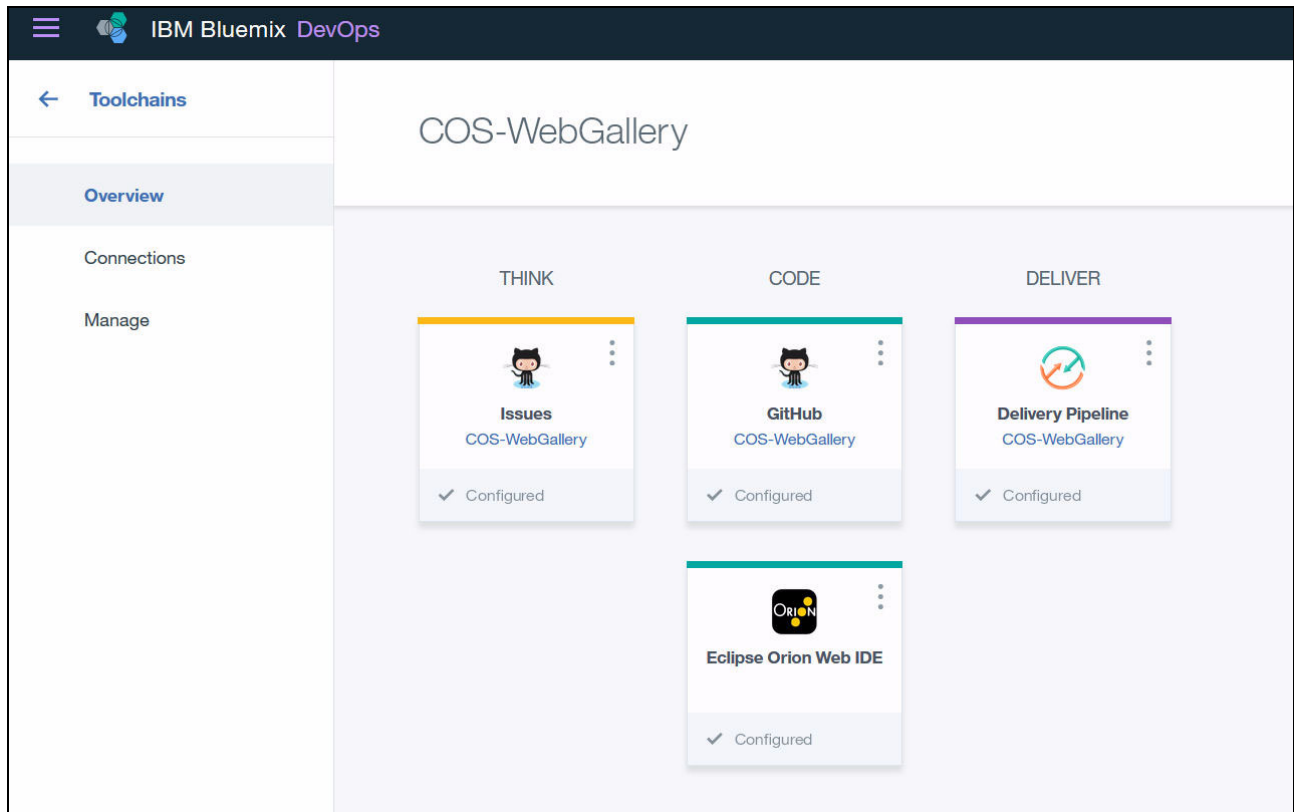 IBM Bluemix DevOps
Toolchains
COS-WebGallery
Overview
Connections
Manage
THINK
CODE
DELIVER
Issues
COS-WebGallery
Configured
GitHub
COS-WebGallery
Configured
Delivery Pipeline
COS-WebGallery
Configured
ORION
Eclipse Orion Web IDE
Configured